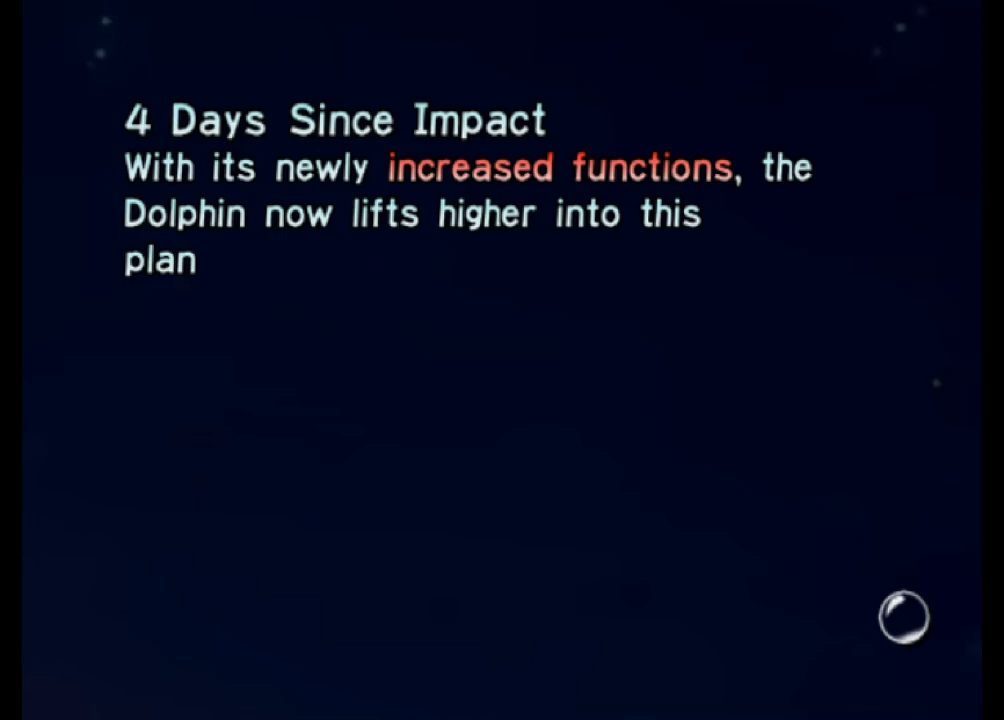 4 Days Since Impact
With its newly increased functions, the
Dolphin now lifts higher into this
plan